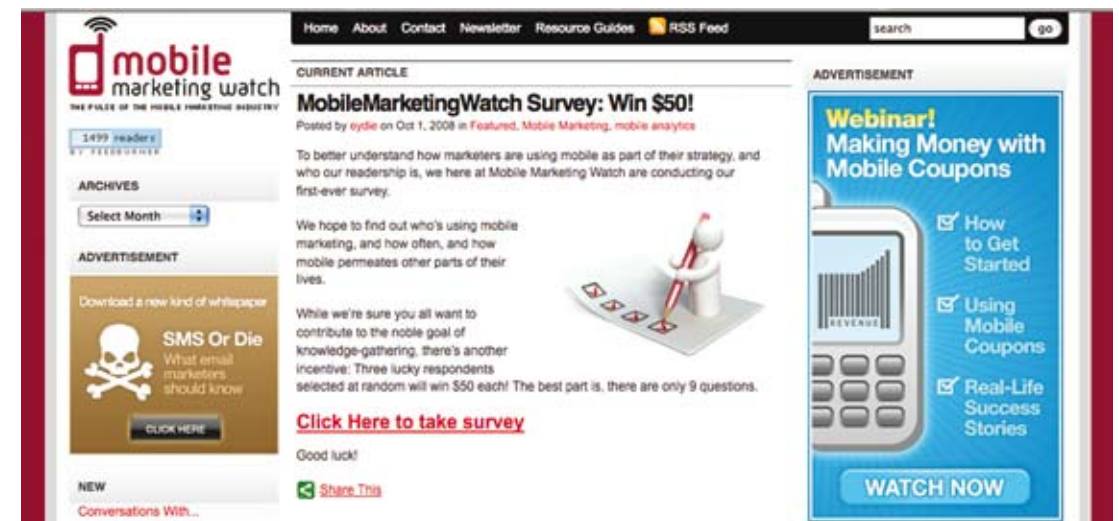 Home About Contact Newsletter Resource Guides RSS Feed
search go
mobile
marketing watch
THE PULSE OF THE MOBILE MARKETING INDUSTRY
1499 readers
BY FEEDBURNER
ARCHIVES
Select Month
ADVERTISEMENT
Download a new kind of whitepaper
SMS Or Die
What email
marketers
should know
CLICK HERE
NEW
Conversations With...
CURRENT ARTICLE
MobileMarketingWatch Survey: Win $50!
Posted by eydie on Oct 1, 2008 in Featured, Mobile Marketing, mobile analytics
To better understand how marketers are using mobile as part of their strategy, and
who our readership is, we here at Mobile Marketing Watch are conducting our
first-ever survey.
We hope to find out who's using mobile
marketing, and how often, and how
mobile permeates other parts of their
lives.
While we're sure you all want to
contribute to the noble goal of
knowledge-gathering, there's another
incentive: Three lucky respondents
selected at random will win $50 each! The best part is, there are only 9 questions.
Click Here to take survey
Good luck!
Share This
ADVERTISEMENT
Webinar!
Making Money with
Mobile Coupons
How
to Get
Started
Using
Mobile
Coupons
Real-Life
Success
Stories
REVENUE
WATCH NOW